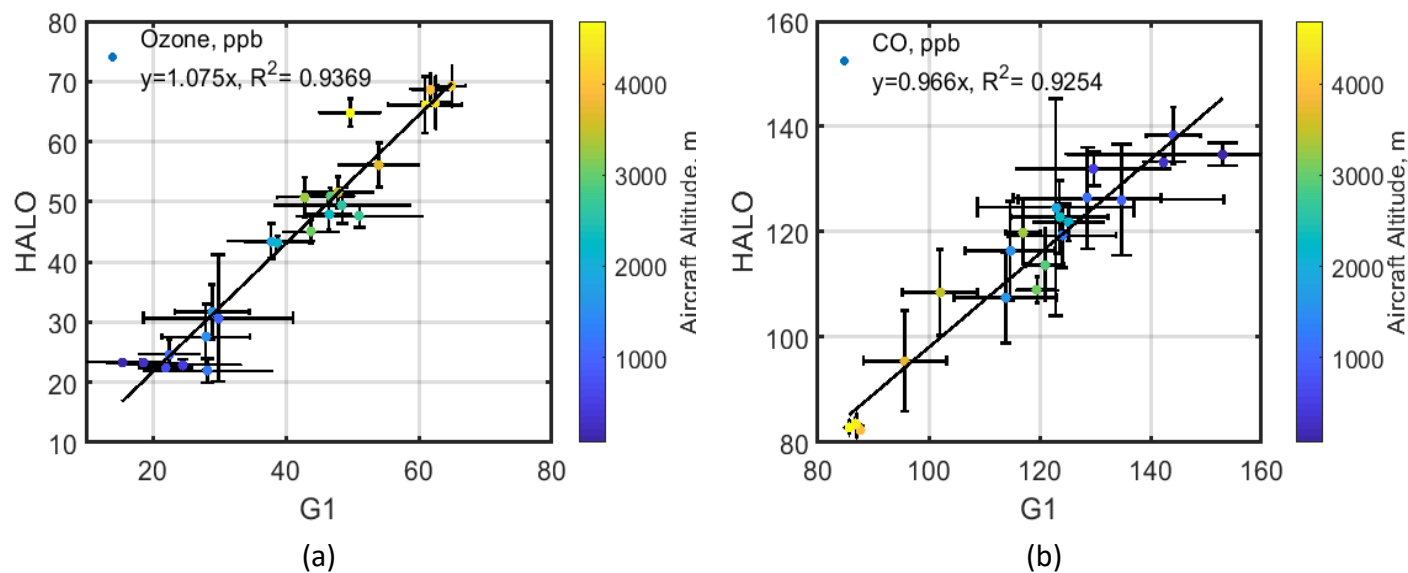 80
70
60
50
40
30
20
10
HALO
Ozone, ppb
y=1.075x, R²= 0.9369
20
40
60
80
G1
4000
3000
2000
1000
Aircraft Altitude, m
(a)
160
140
120
100
80
HALO
CO, ppb
y=0.966x, R²= 0.9254
80
100
120
140
160
G1
4000
3000
2000
1000
Aircraft Altitude, m
(b)